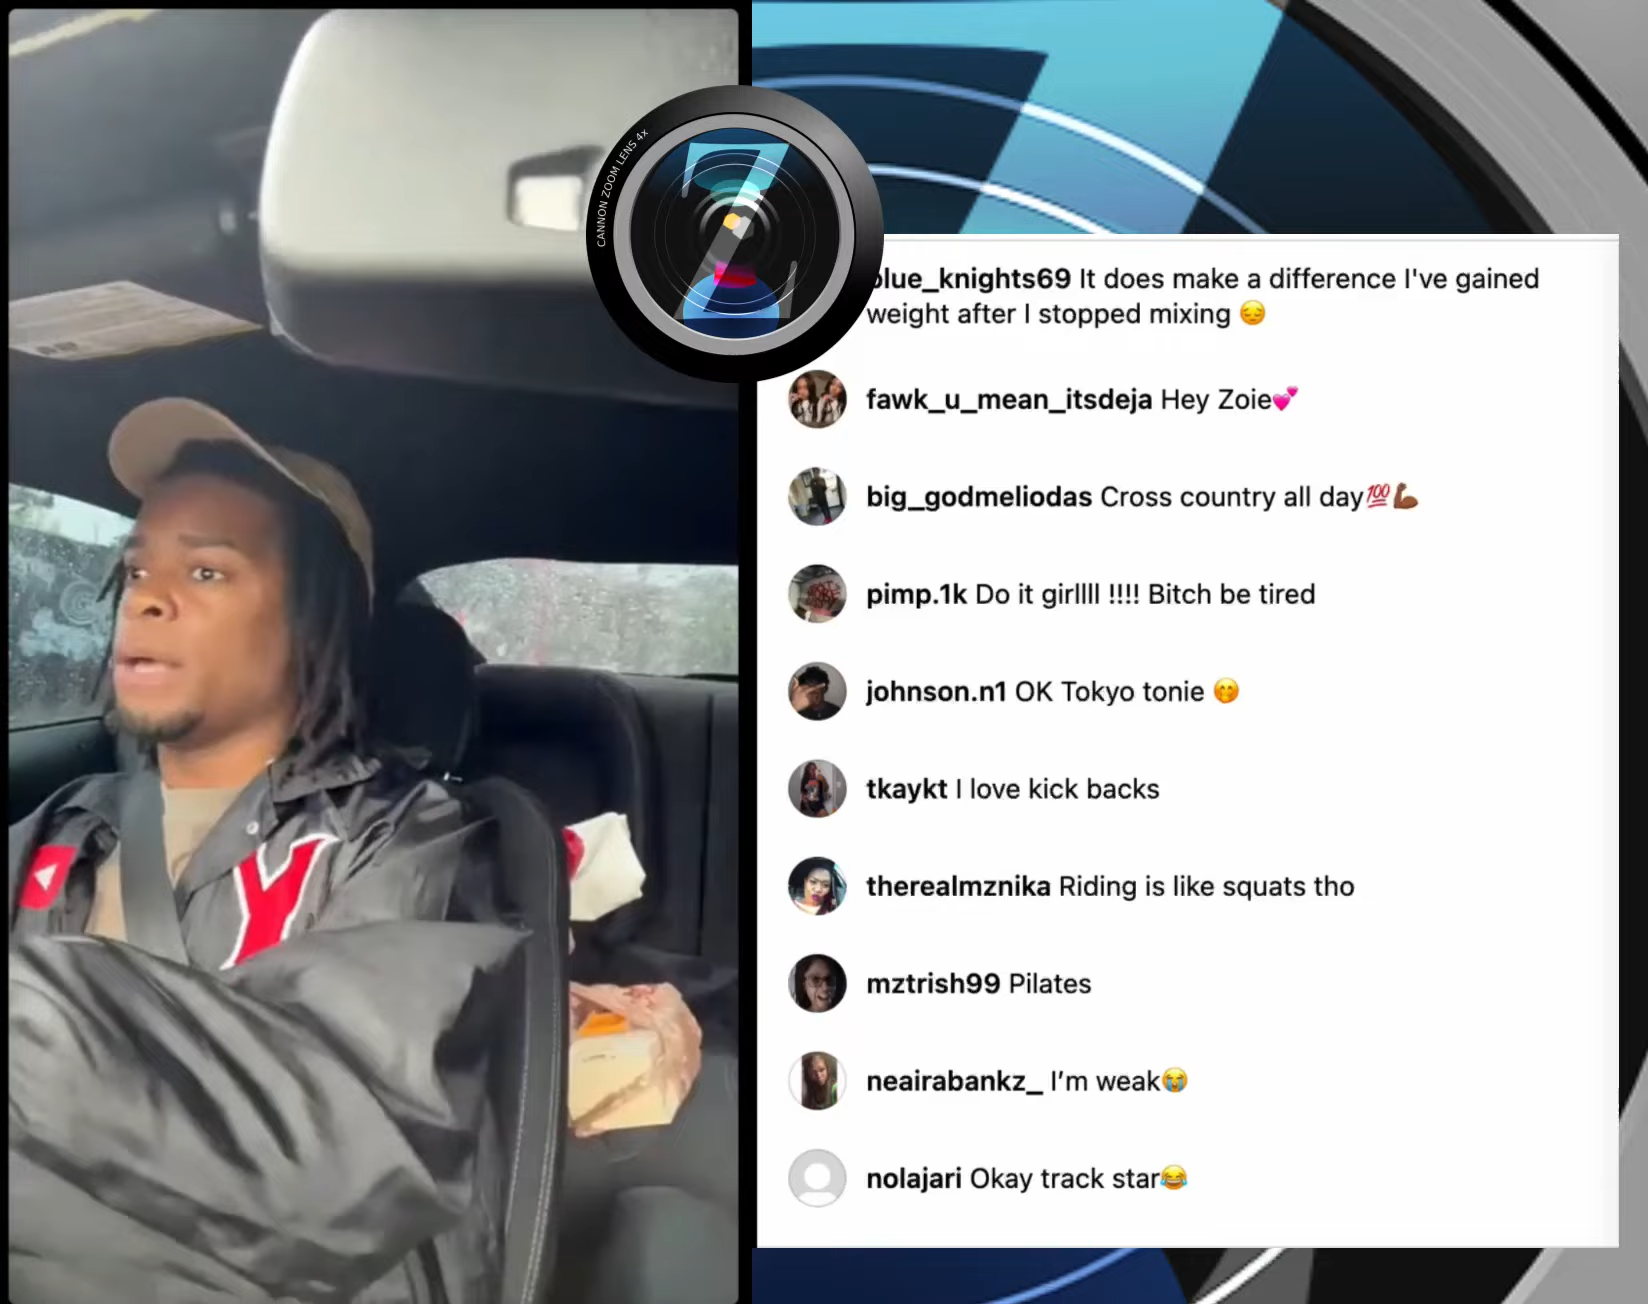 CANNON ZOOM LENS 4x
blue_knights69 It does make a difference I've gained
weight after I stopped mixing 😔
fawk_u_mean_itsdeja Hey Zoie💕
big_godmeliodas Cross country all day💯💪🏾
pimp.1k Do it girllll !!!! Bitch be tired
johnson.n1 OK Tokyo tonie 🤭
tkaykt I love kick backs
therealmznika Riding is like squats tho
mztrish99 Pilates
neairabankz_ I’m weak😭
nolajari Okay track star😂
Y